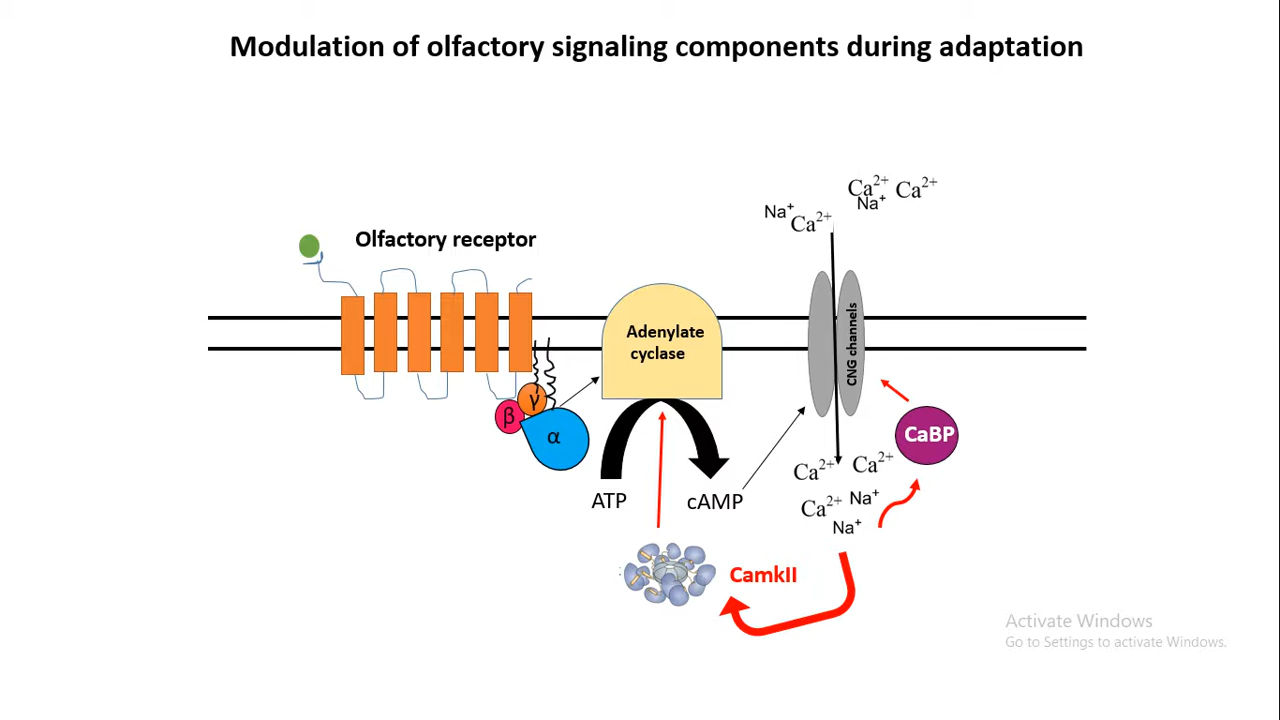 Modulation of olfactory signaling components during adaptation
Ca²⁺ Ca²⁺
Na⁺
Na⁺
Ca²⁺
Olfactory receptor
Adenylate
cyclase
CNG channels
γ
β
α
CaBP
Ca²⁺ Ca²⁺
ATP
cAMP
Ca²⁺ Na⁺
Na⁺
CamkII
Activate Windows
Go to Settings to activate Windows.